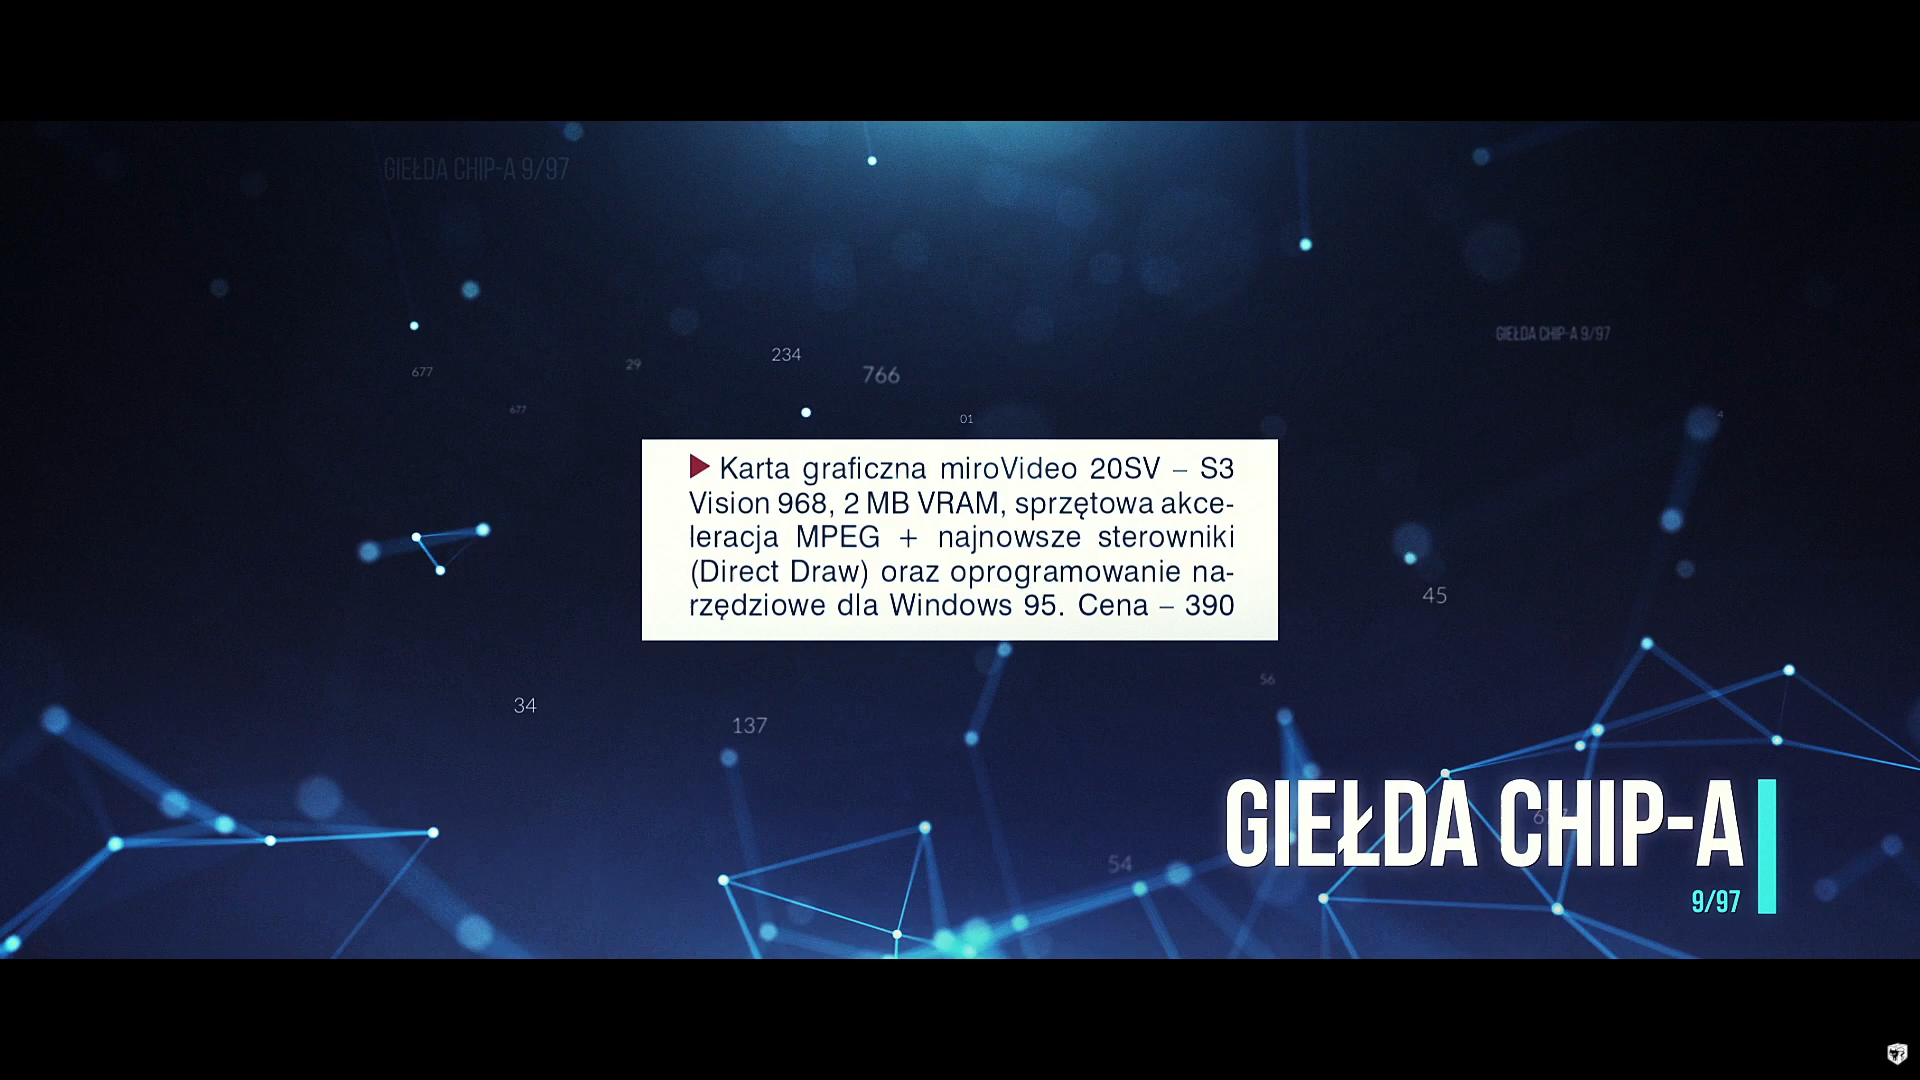 GIEŁDA CHIP-A 9/97
GIEŁDA CHIP-A 9/97
234
29
766
677
677
01
4
▶ Karta graficzna miroVideo 20SV – S3
Vision 968, 2 MB VRAM, sprzętowa akce-
leracja MPEG + najnowsze sterowniki
(Direct Draw) oraz oprogramowanie na-
rzędziowe dla Windows 95. Cena – 390
45
56
34
137
GIEŁDA CHIP-A
54
9/97